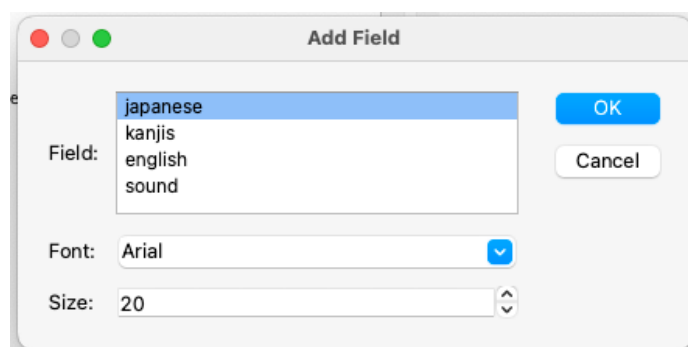 Add Field
e
Field:
japanese
kanjis
english
sound
OK
Cancel
Font: Arial
Size: 20